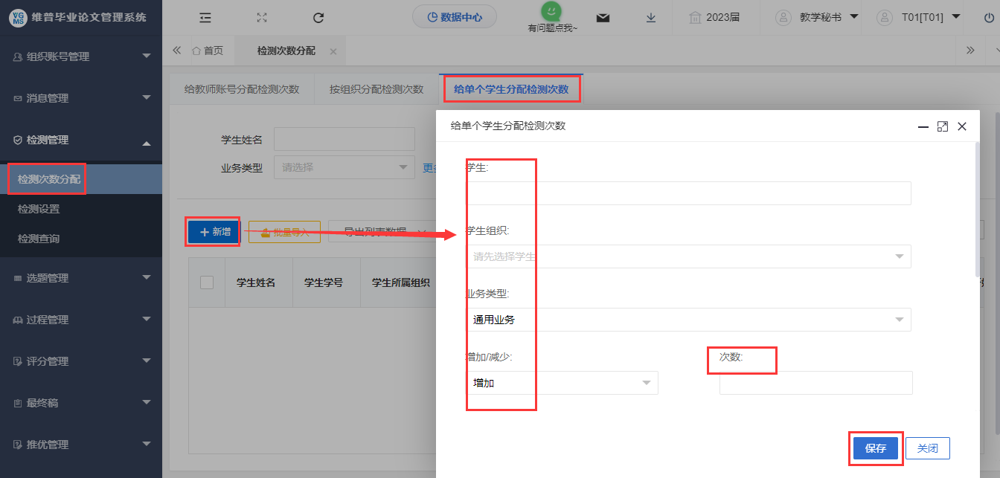 VG
MS
维普毕业论文管理系统
数据中心
有问题点我~
2023届
教学秘书
T01[T01]
组织账号管理
消息管理
检测管理
检测次数分配
检测设置
检测查询
选题管理
过程管理
评分管理
最终稿
推优管理
首页
检测次数分配
给教师账号分配检测次数
按组织分配检测次数
给单个学生分配检测次数
学生姓名
业务类型
请选择
新增
批量导入
导出列表数据
学生姓名
学生学号
学生所属组织
给单个学生分配检测次数
学生:
学生组织:
请先选择学生
业务类型:
通用业务
增加/减少:
次数:
增加
保存
关闭